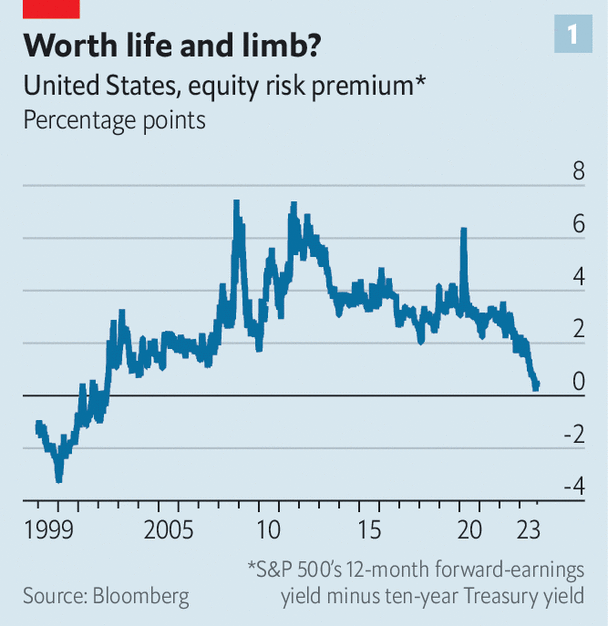 Worth life and limb?
1
United States, equity risk premium*
Percentage points
8
6
4
2
0
-2
-4
1999 2005 10 15 20 23
*S&P 500's 12-month forward-earnings
Source: Bloomberg yield minus ten-year Treasury yield